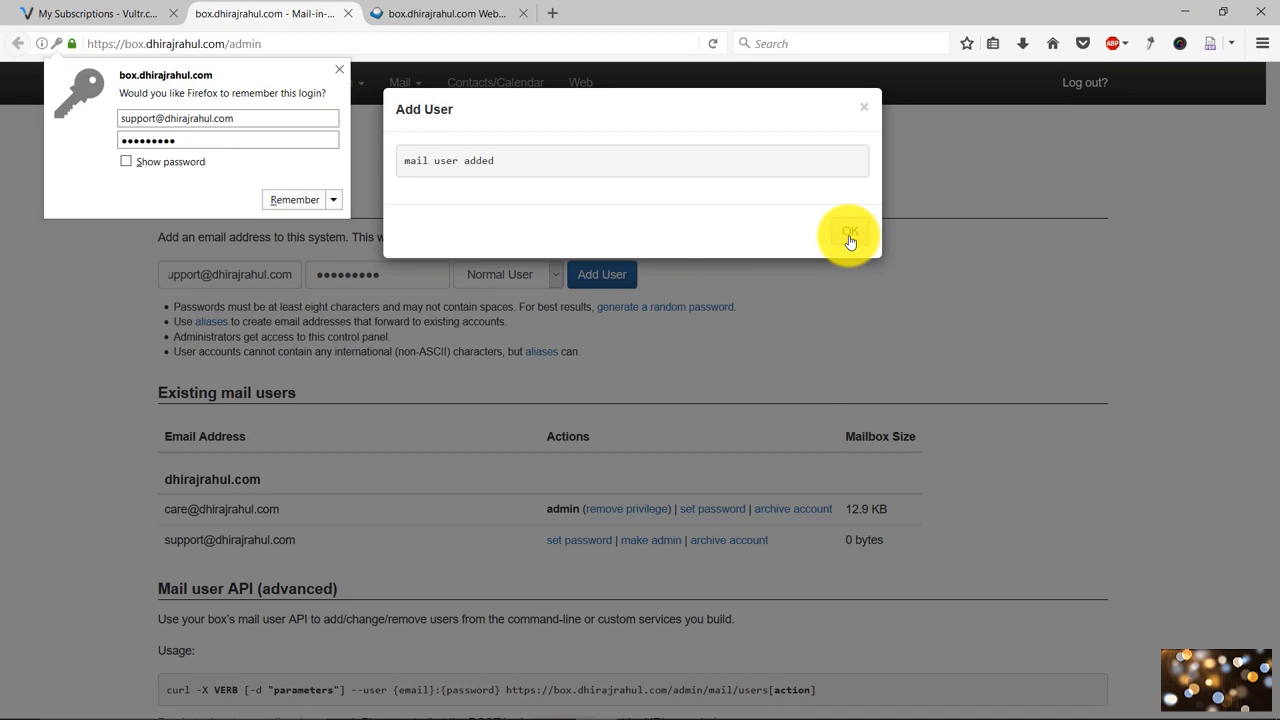 My Subscriptions - Vultr.c...
box.dhirajrahul.com - Mail-in-...
box.dhirajrahul.com Web...
https://box.dhirajrahul.com/admin
Search
ABP
Mail
Contacts/Calendar
Web
Log out?
box.dhirajrahul.com
Would you like Firefox to remember this login?
support@dhirajrahul.com
●●●●●●●●●
Show password
Remember
Add User
×
mail user added
OK
Add an email address to this system. This w
upport@dhirajrahul.com
●●●●●●●●●
Normal User
Add User
• Passwords must be at least eight characters and may not contain spaces. For best results, generate a random password.
• Use aliases to create email addresses that forward to existing accounts.
• Administrators get access to this control panel.
• User accounts cannot contain any international (non-ASCII) characters, but aliases can.
Existing mail users
Email Address Actions Mailbox Size
dhirajrahul.com
care@dhirajrahul.com admin (remove privilege) | set password | archive account 12.9 KB
support@dhirajrahul.com set password | make admin | archive account 0 bytes
Mail user API (advanced)
Use your box's mail user API to add/change/remove users from the command-line or custom services you build.
Usage:
curl -X VERB [-d "parameters"] --user {email}:{password} https://box.dhirajrahul.com/admin/mail/users[action]